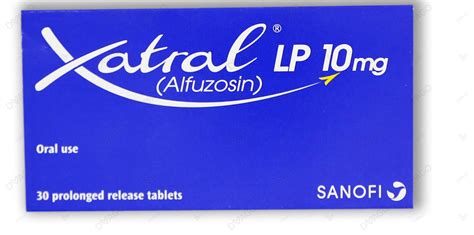 Xatral® LP 10mg
(Alfuzosin)
Oral use
30 prolonged release tablets
SANOFI